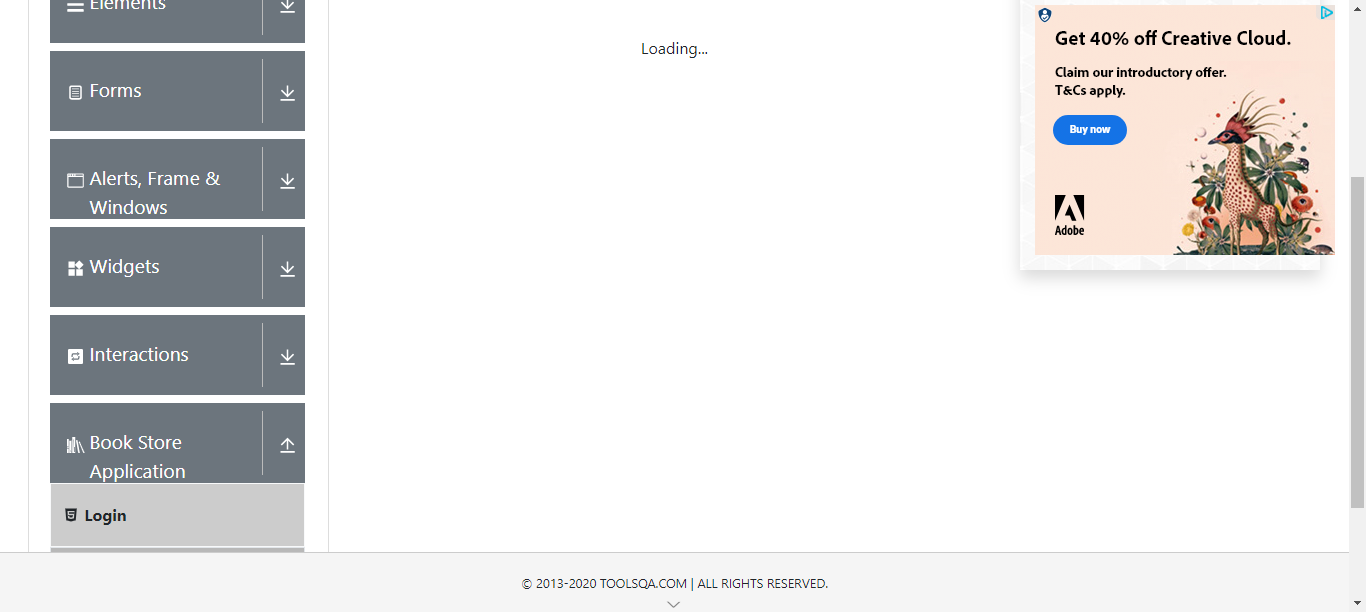 Elements
Forms
Alerts, Frame &
Windows
Widgets
Interactions
Book Store
Application
Login
Loading...
Get 40% off Creative Cloud.
Claim our introductory offer.
T&Cs apply.
Buy now
Adobe
© 2013-2020 TOOLSQA.COM | ALL RIGHTS RESERVED.